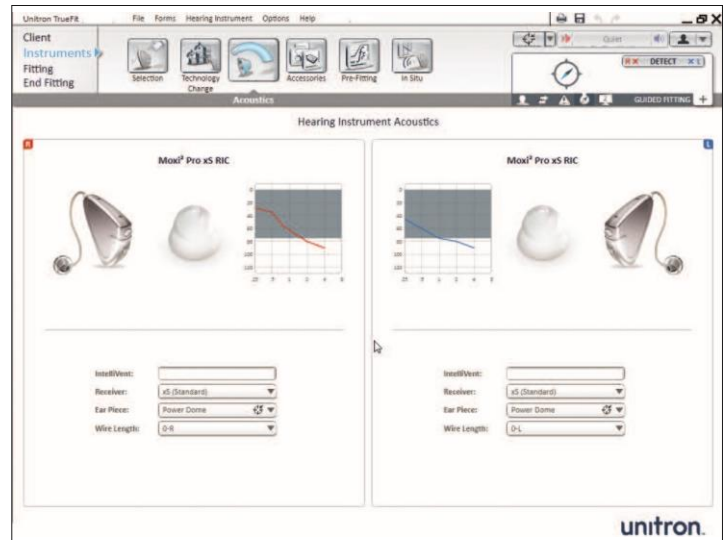 Unitron TrueFit File Forms Hearing Instrument Options Help
Client
Instruments
Fitting
End Fitting
Selection
Technology Change
Accessories
Pre-Fitting
In Situ
Acoustics
Quiet
R DETECT L
GUIDED FITTING +
Hearing Instrument Acoustics
R
Moxi² Pro xS RIC
IntelliVent:
Receiver: xS (Standard)
Ear Piece: Power Dome
Wire Length: 0-R
L
Moxi² Pro xS RIC
IntelliVent:
Receiver: xS (Standard)
Ear Piece: Power Dome
Wire Length: 0-L
unitron.